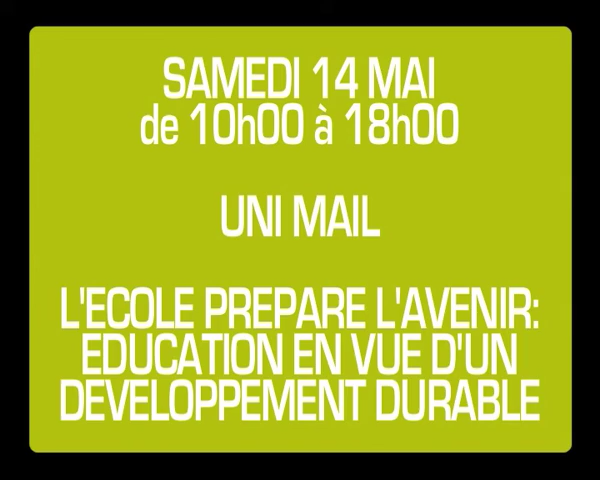 SAMEDI 14 MAI
de 10h00 à 18h00
UNI MAIL
L'ECOLE PREPARE L'AVENIR:
EDUCATION EN VUE D'UN
DEVELOPPEMENT DURABLE